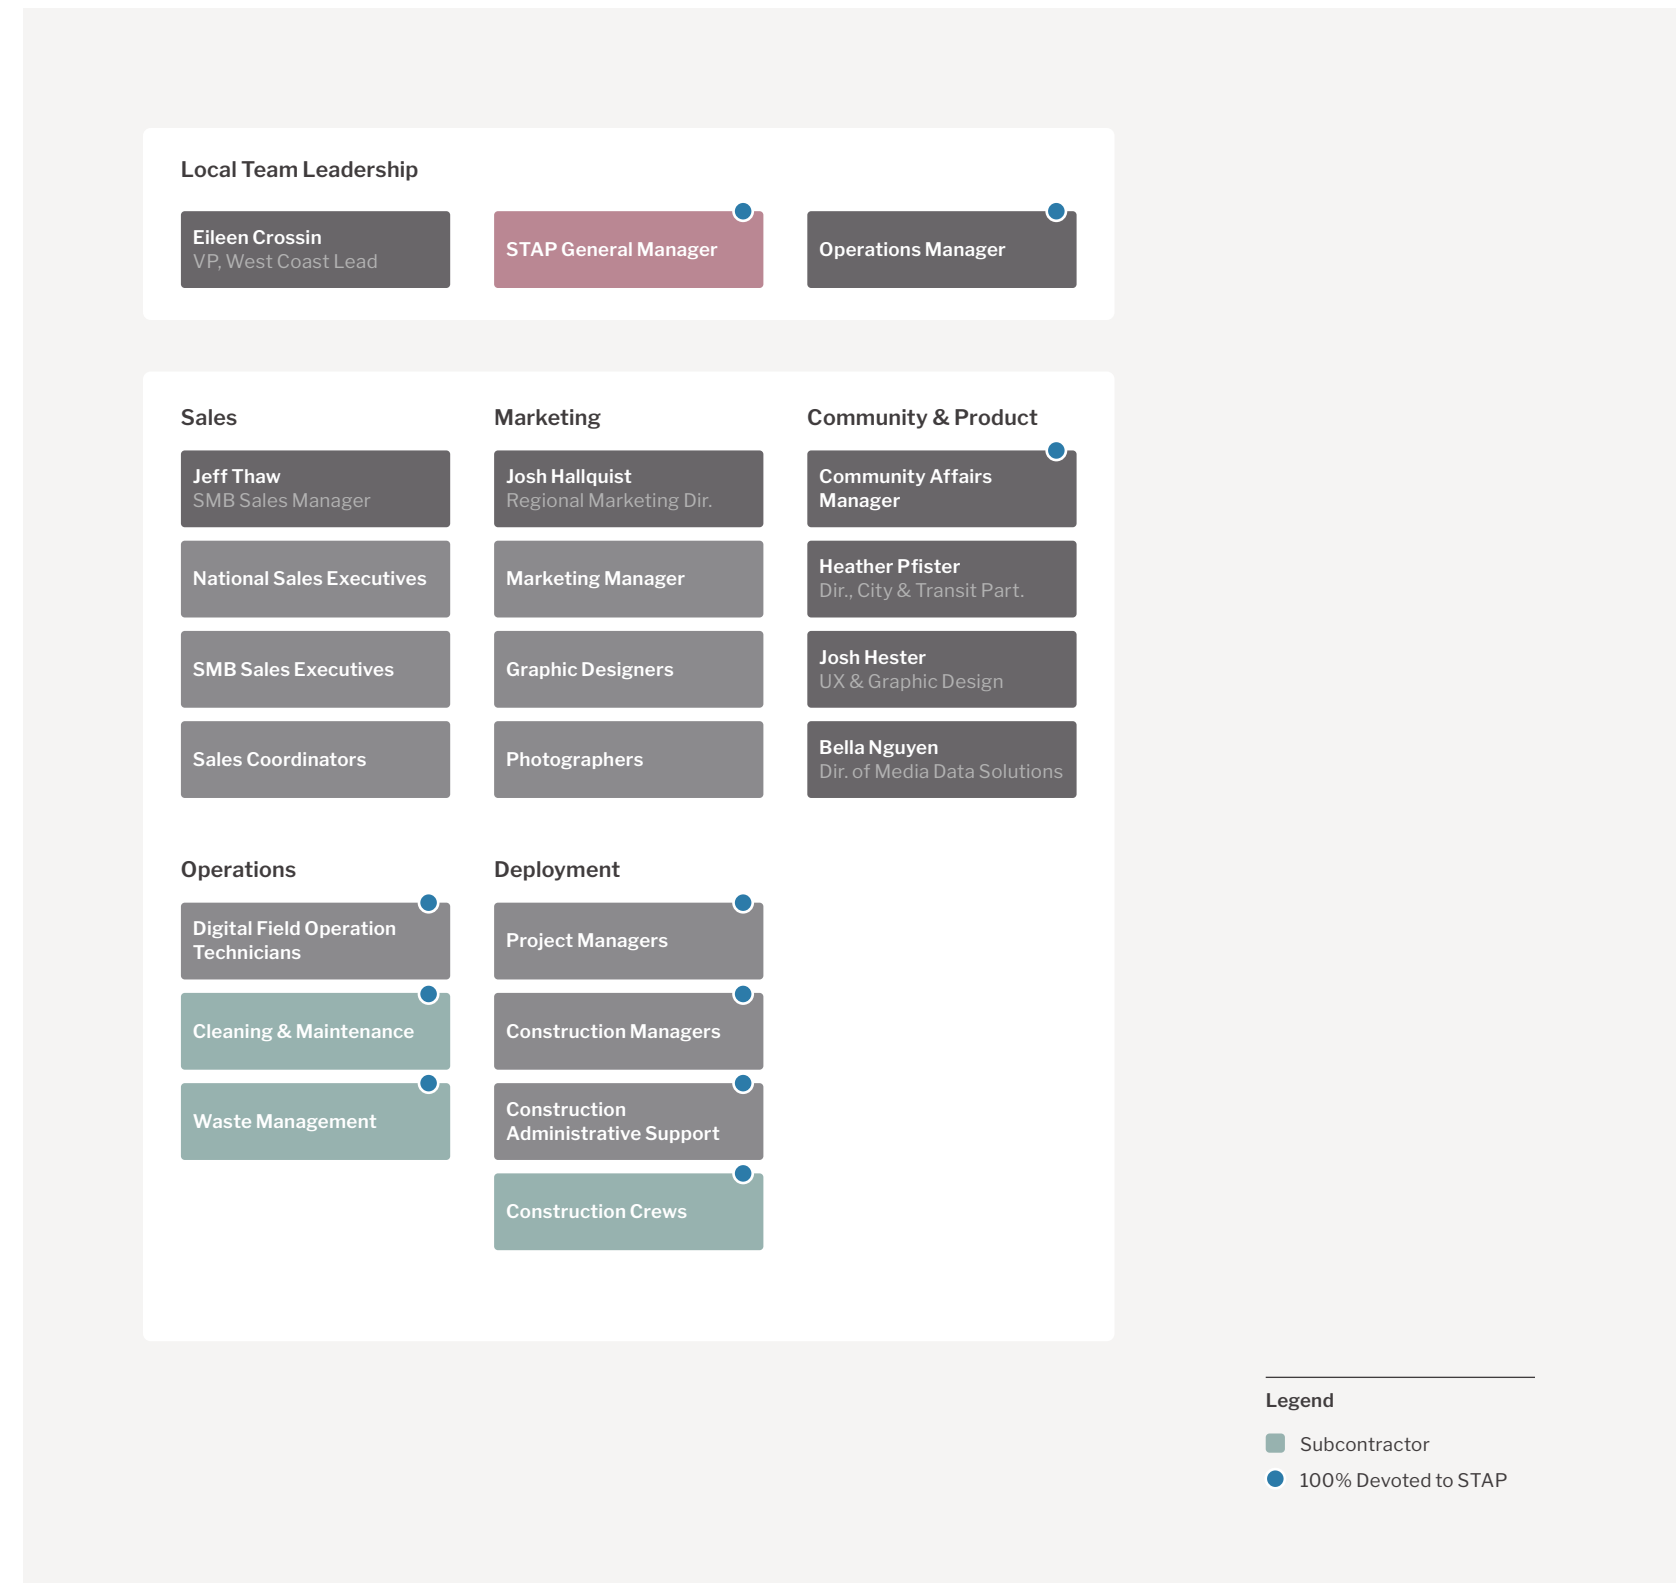 Local Team Leadership
Eileen Crossin
VP, West Coast Lead
STAP General Manager
Operations Manager
Sales
Jeff Thaw
SMB Sales Manager
National Sales Executives
SMB Sales Executives
Sales Coordinators
Marketing
Josh Hallquist
Regional Marketing Dir.
Marketing Manager
Graphic Designers
Photographers
Community & Product
Community Affairs
Manager
Heather Pfister
Dir., City & Transit Part.
Josh Hester
UX & Graphic Design
Bella Nguyen
Dir. of Media Data Solutions
Operations
Digital Field Operation
Technicians
Cleaning & Maintenance
Waste Management
Deployment
Project Managers
Construction Managers
Construction
Administrative Support
Construction Crews
Legend
Subcontractor
100% Devoted to STAP